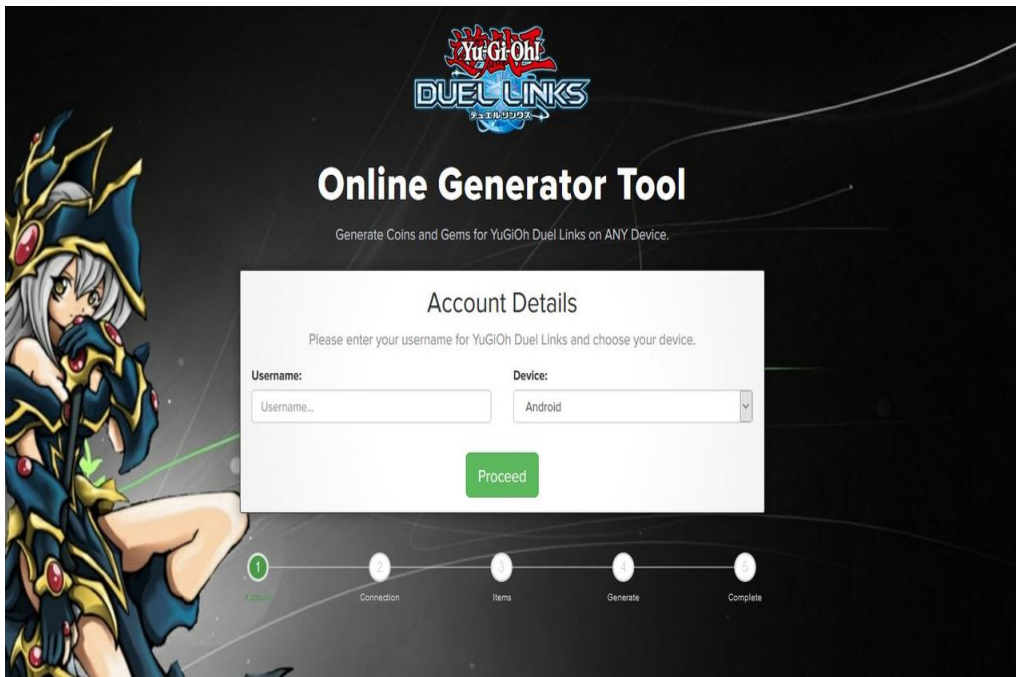 Yu-Gi-Oh!
DUEL LINKS
デュエルリンクス
Online Generator Tool
Generate Coins and Gems for YuGiOh Duel Links on ANY Device.
Account Details
Please enter your username for YuGiOh Duel Links and choose your device.
Username: Device:
Username... Android
Proceed
1 2 3 4 5
Account Connection Items Generate Complete